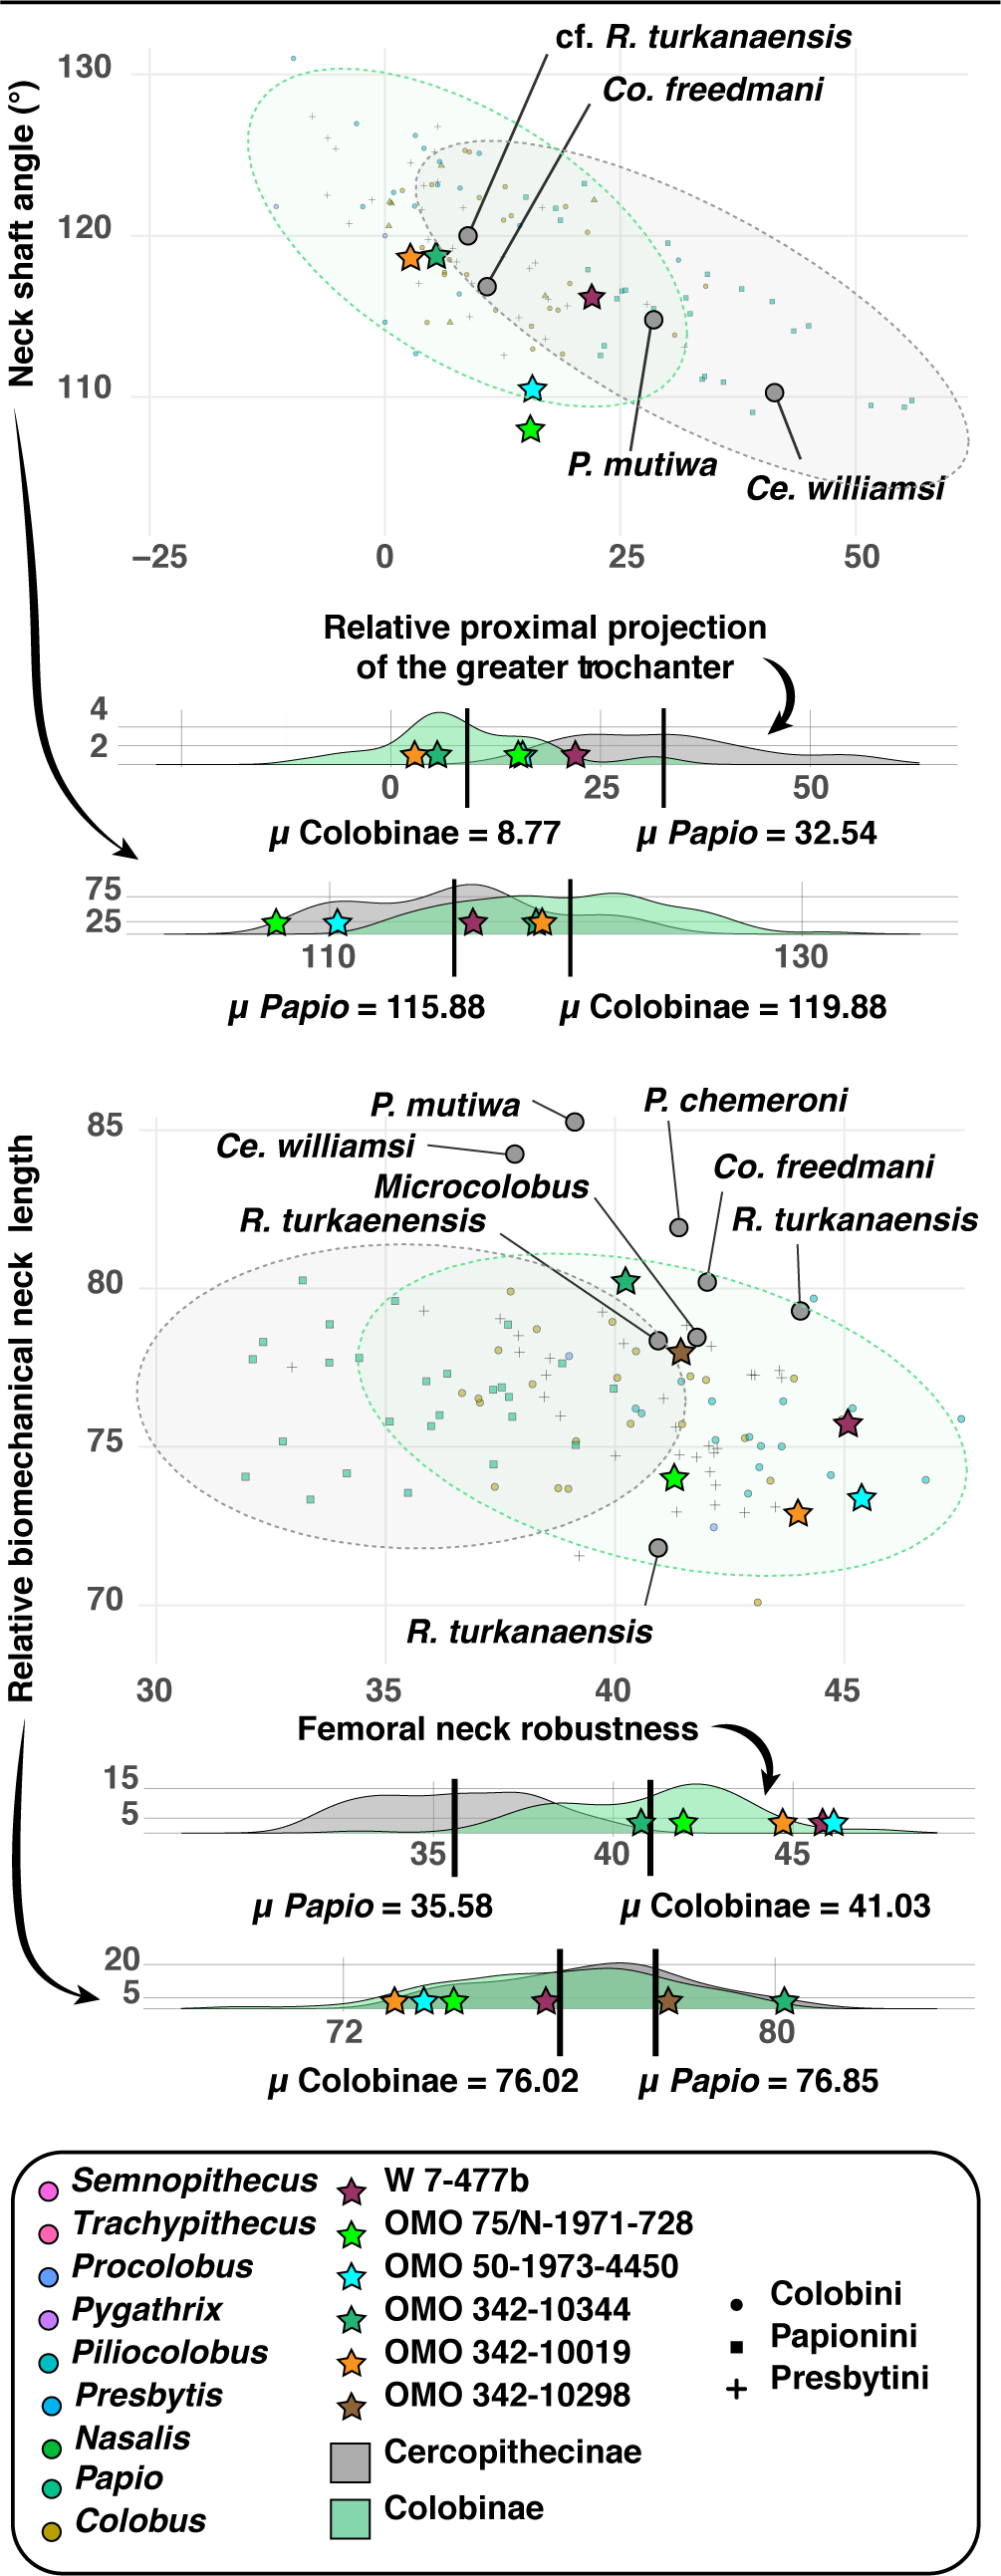 cf. R. turkanaensis
Co. freedmani
Neck shaft angle (°)
130
120
110
P. mutiwa
Ce. williamsi
−25 0 25 50
Relative proximal projection
of the greater trochanter
4
2
0 25 50
µ Colobinae = 8.77 µ Papio = 32.54
75
25
110 130
µ Papio = 115.88 µ Colobinae = 119.88
P. mutiwa
P. chemeroni
Ce. williamsi
Co. freedmani
Microcolobus
R. turkaenensis
R. turkanaensis
Relative biomechanical neck length
85
80
75
70
R. turkanaensis
30 35 40 45
Femoral neck robustness
15
5
35 40 45
µ Papio = 35.58 µ Colobinae = 41.03
20
5
72 80
µ Colobinae = 76.02 µ Papio = 76.85
Semnopithecus
Trachypithecus
Procolobus
Pygathrix
Piliocolobus
Presbytis
Nasalis
Papio
Colobus
W 7-477b
OMO 75/N-1971-728
OMO 50-1973-4450
OMO 342-10344
OMO 342-10019
OMO 342-10298
Cercopithecinae
Colobinae
Colobini
Papionini
Presbytini